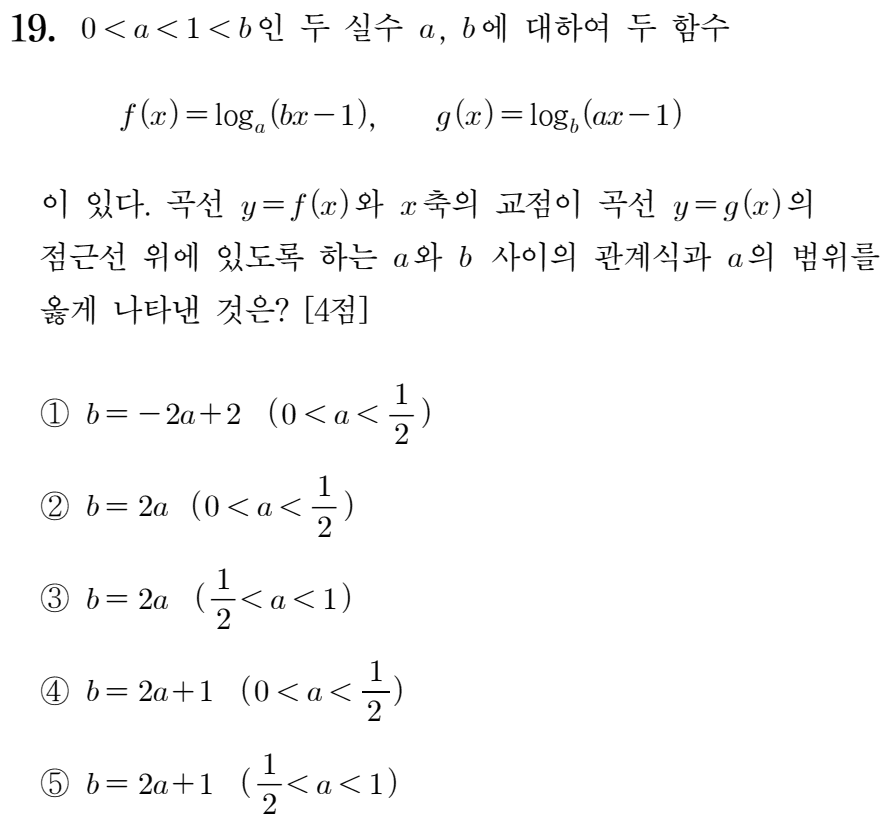 19. 0 < a < 1 < b인 두 실수 a, b에 대하여 두 함수
f(x) = log_a(bx - 1), g(x) = log_b(ax - 1)
이 있다. 곡선 y = f(x)와 x축의 교점이 곡선 y = g(x)의
점근선 위에 있도록 하는 a와 b 사이의 관계식과 a의 범위를
옳게 나타낸 것은? [4점]
① b = -2a + 2 (0 < a < 1/2)
② b = 2a (0 < a < 1/2)
③ b = 2a (1/2 < a < 1)
④ b = 2a + 1 (0 < a < 1/2)
⑤ b = 2a + 1 (1/2 < a < 1)